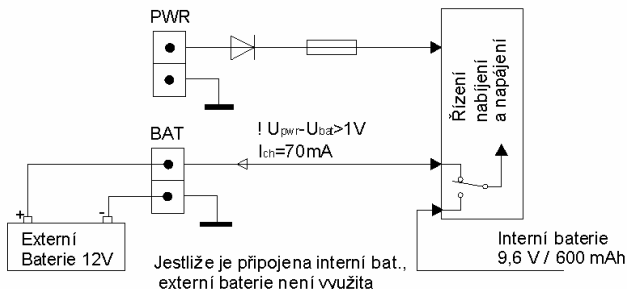 PWR
Řízení
nabíjení
a napájení
BAT
! Upwr-Ubat>1V
Ich=70mA
+
-
Externí
Baterie 12V
Interní baterie
9,6 V / 600 mAh
Jestliže je připojena interní bat.,
externí baterie není využita